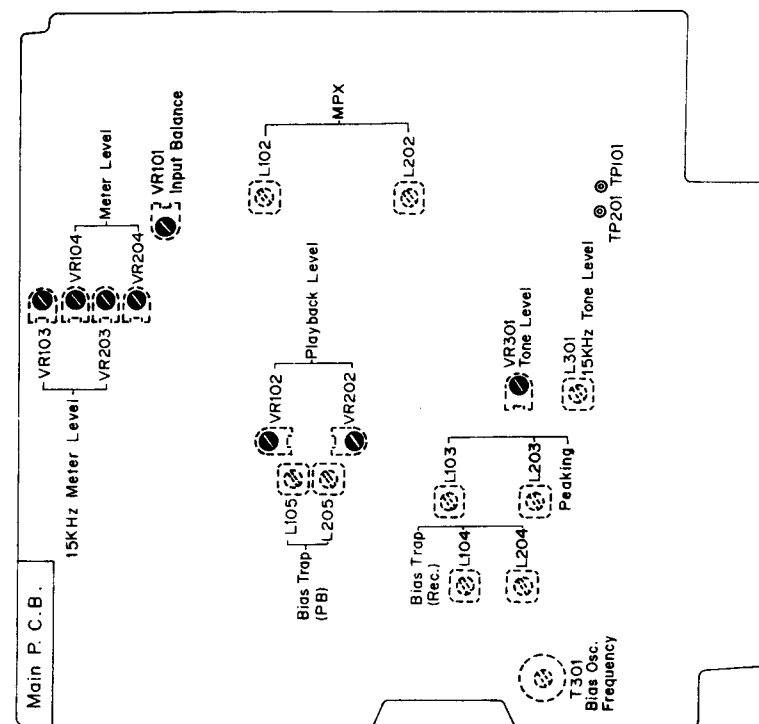 Main P. C. B.
15KHz Meter Level
VR103
VR203
VR104
VR204
Meter Level
VR101
Input Balance
L102
L202
MPX
VR102
VR202
Playback Level
L105
L205
Bias Trap
(PB)
TP201 TP101
VR301
Tone Level
L301
15KHz Tone Level
L103
L203
Peaking
Bias Trap
(Rec.)
L104
L204
T301
Bias Osc.
Frequency